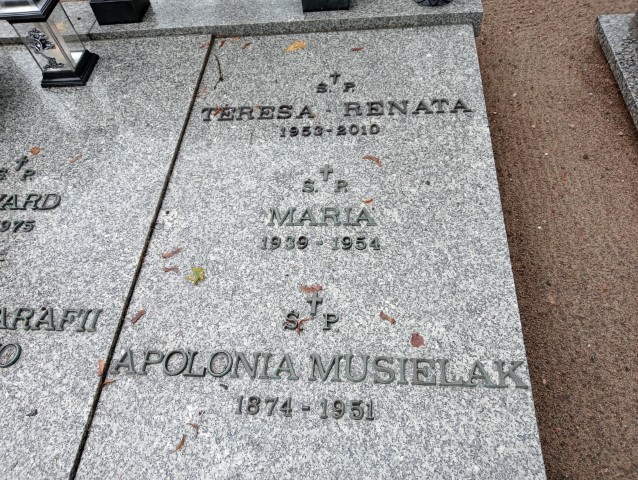 Ś.P.
TERESA - RENATA
1953-2010
Ś.P.
MARIA
1939 - 1954
Ś.P.
APOLONIA MUSIELAK
1874 - 1951